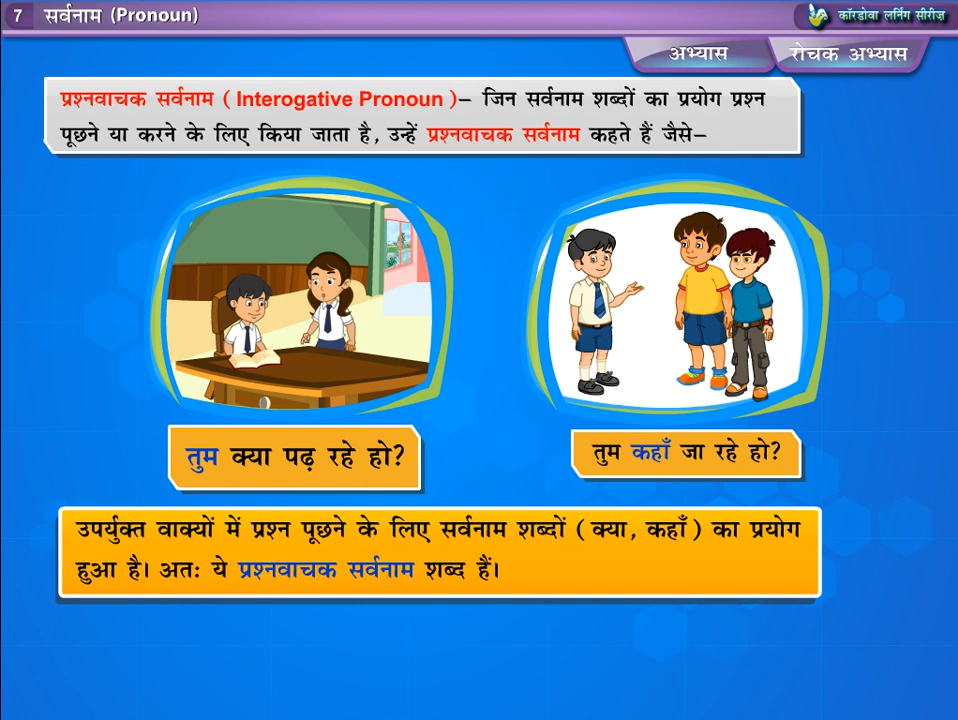 7 सर्वनाम (Pronoun)
कॉरडोवा लर्निंग सीरीज़
अभ्यास
रोचक अभ्यास
प्रश्नवाचक सर्वनाम ( Interogative Pronoun )– जिन सर्वनाम शब्दों का प्रयोग प्रश्न
पूछने या करने के लिए किया जाता है, उन्हें प्रश्नवाचक सर्वनाम कहते हैं जैसे–
तुम क्या पढ़ रहे हो?
तुम कहाँ जा रहे हो?
उपर्युक्त वाक्यों में प्रश्न पूछने के लिए सर्वनाम शब्दों ( क्या, कहाँ ) का प्रयोग
हुआ है। अतः ये प्रश्नवाचक सर्वनाम शब्द हैं।